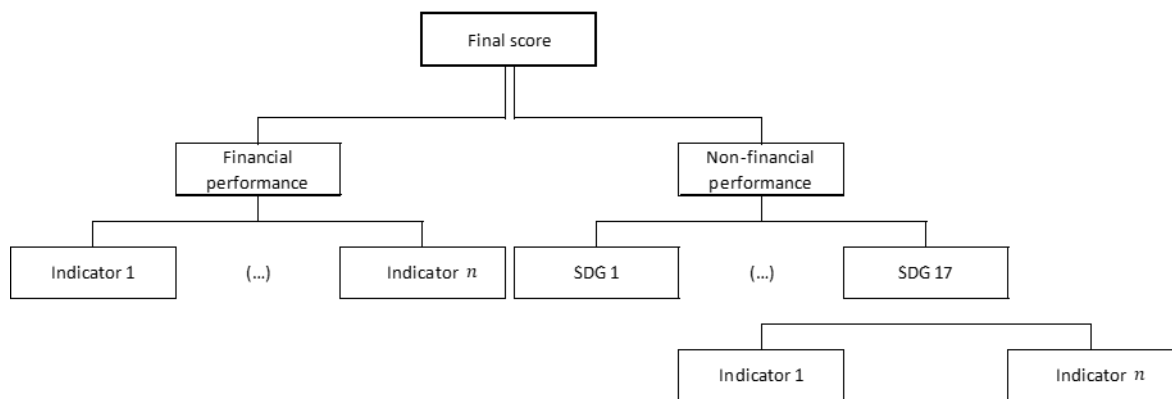 Final score
Financial
performance
Non-financial
performance
Indicator 1
(...)
Indicator n
SDG 1
(...)
SDG 17
Indicator 1
Indicator n